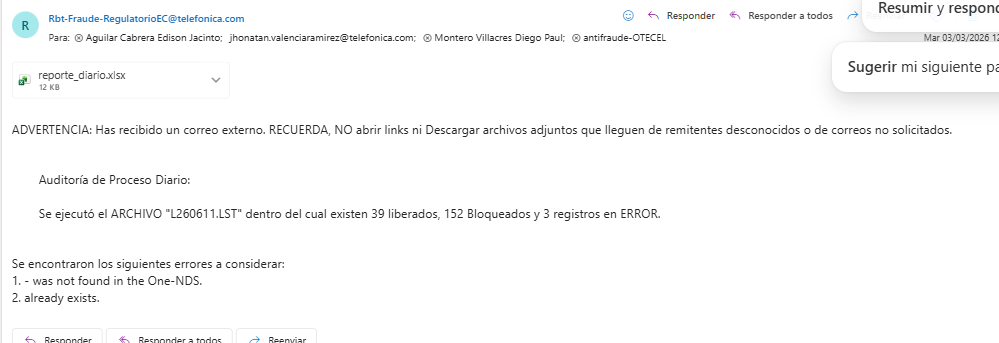 Resumir y respond
R
Rbt-Fraude-RegulatorioEC@telefonica.com
Responder
Responder a todos
Para: Aguilar Cabrera Edison Jacinto; jhonatan.valenciaramirez@telefonica.com; Montero Villacres Diego Paul; antifraude-OTECEL
Mar 03/03/2026 12
Sugerir mi siguiente pa
reporte_diario.xlsx
12 KB
ADVERTENCIA: Has recibido un correo externo. RECUERDA, NO abrir links ni Descargar archivos adjuntos que lleguen de remitentes desconocidos o de correos no solicitados.
Auditoría de Proceso Diario:
Se ejecutó el ARCHIVO "L260611.LST" dentro del cual existen 39 liberados, 152 Bloqueados y 3 registros en ERROR.
Se encontraron los siguientes errores a considerar:
1. - was not found in the One-NDS.
2. already exists.
Responder
Responder a todos
Reenviar